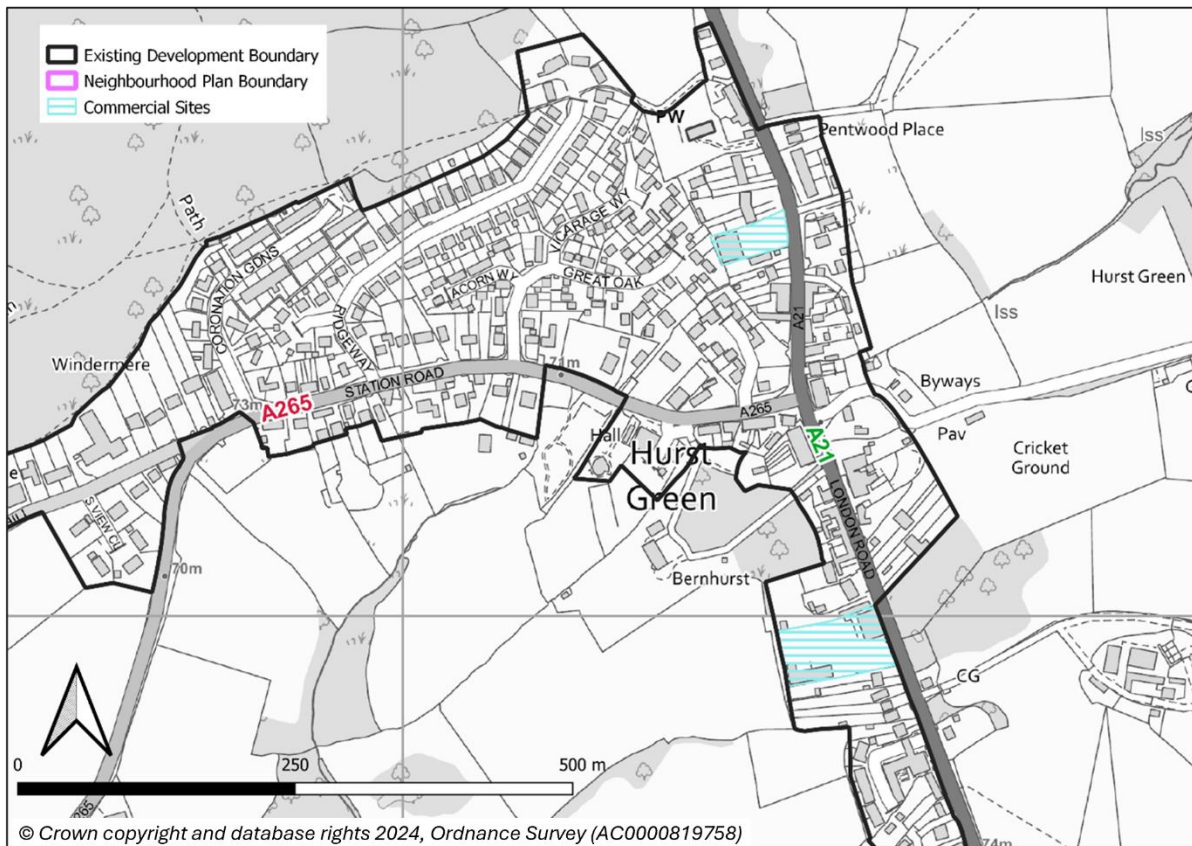 Existing Development Boundary
Neighbourhood Plan Boundary
Commercial Sites
PW
Pentwood Place
Iss
Path
VICARAGE WY
CORONATION GDNS
ACORN WY
GREAT OAK
Hurst Green
A21
Iss
Windermere
RIDGEWAY
STATION ROAD
71m
73m
A265
A265
Byways
Hall
Hurst
Green
A21
Pav
Cricket
Ground
S VIEW CL
LONDON ROAD
70m
Bernhurst
CG
0
250
500 m
A265
74m
© Crown copyright and database rights 2024, Ordnance Survey (AC0000819758)